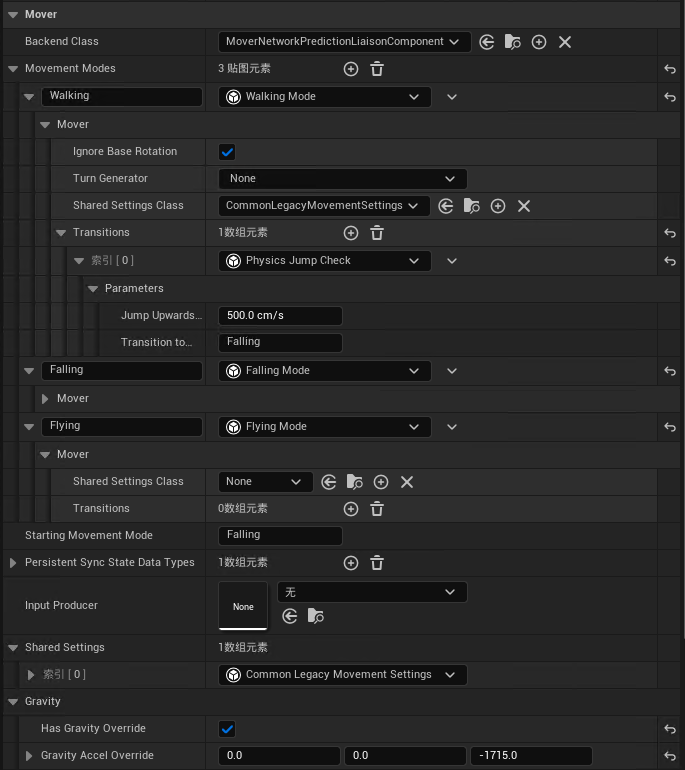 Mover
Backend Class MoverNetworkPredictionLiaisonComponent
Movement Modes 3 贴图元素
Walking Walking Mode
Mover
Ignore Base Rotation
Turn Generator None
Shared Settings Class CommonLegacyMovementSettings
Transitions 1数组元素
索引 [ 0 ] Physics Jump Check
Parameters
Jump Upwards... 500.0 cm/s
Transition to... Falling
Falling Falling Mode
Mover
Flying Flying Mode
Mover
Shared Settings Class None
Transitions 0数组元素
Starting Movement Mode Falling
Persistent Sync State Data Types 1数组元素
Input Producer None 无
Shared Settings 1数组元素
索引 [ 0 ] Common Legacy Movement Settings
Gravity
Has Gravity Override
Gravity Accel Override 0.0 0.0 -1715.0